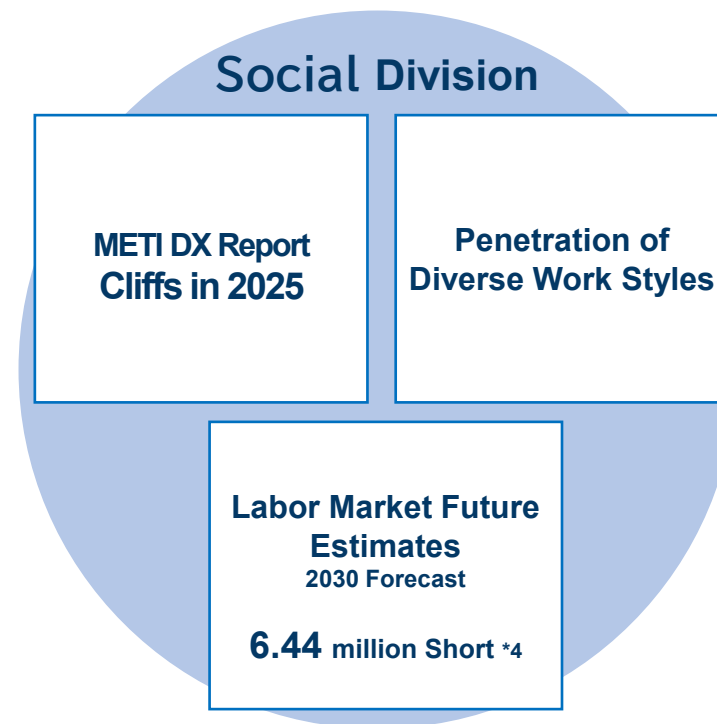 Social Division
METI DX Report
Cliffs in 2025
Penetration of
Diverse Work Styles
Labor Market Future
Estimates
2030 Forecast
6.44 million Short *4